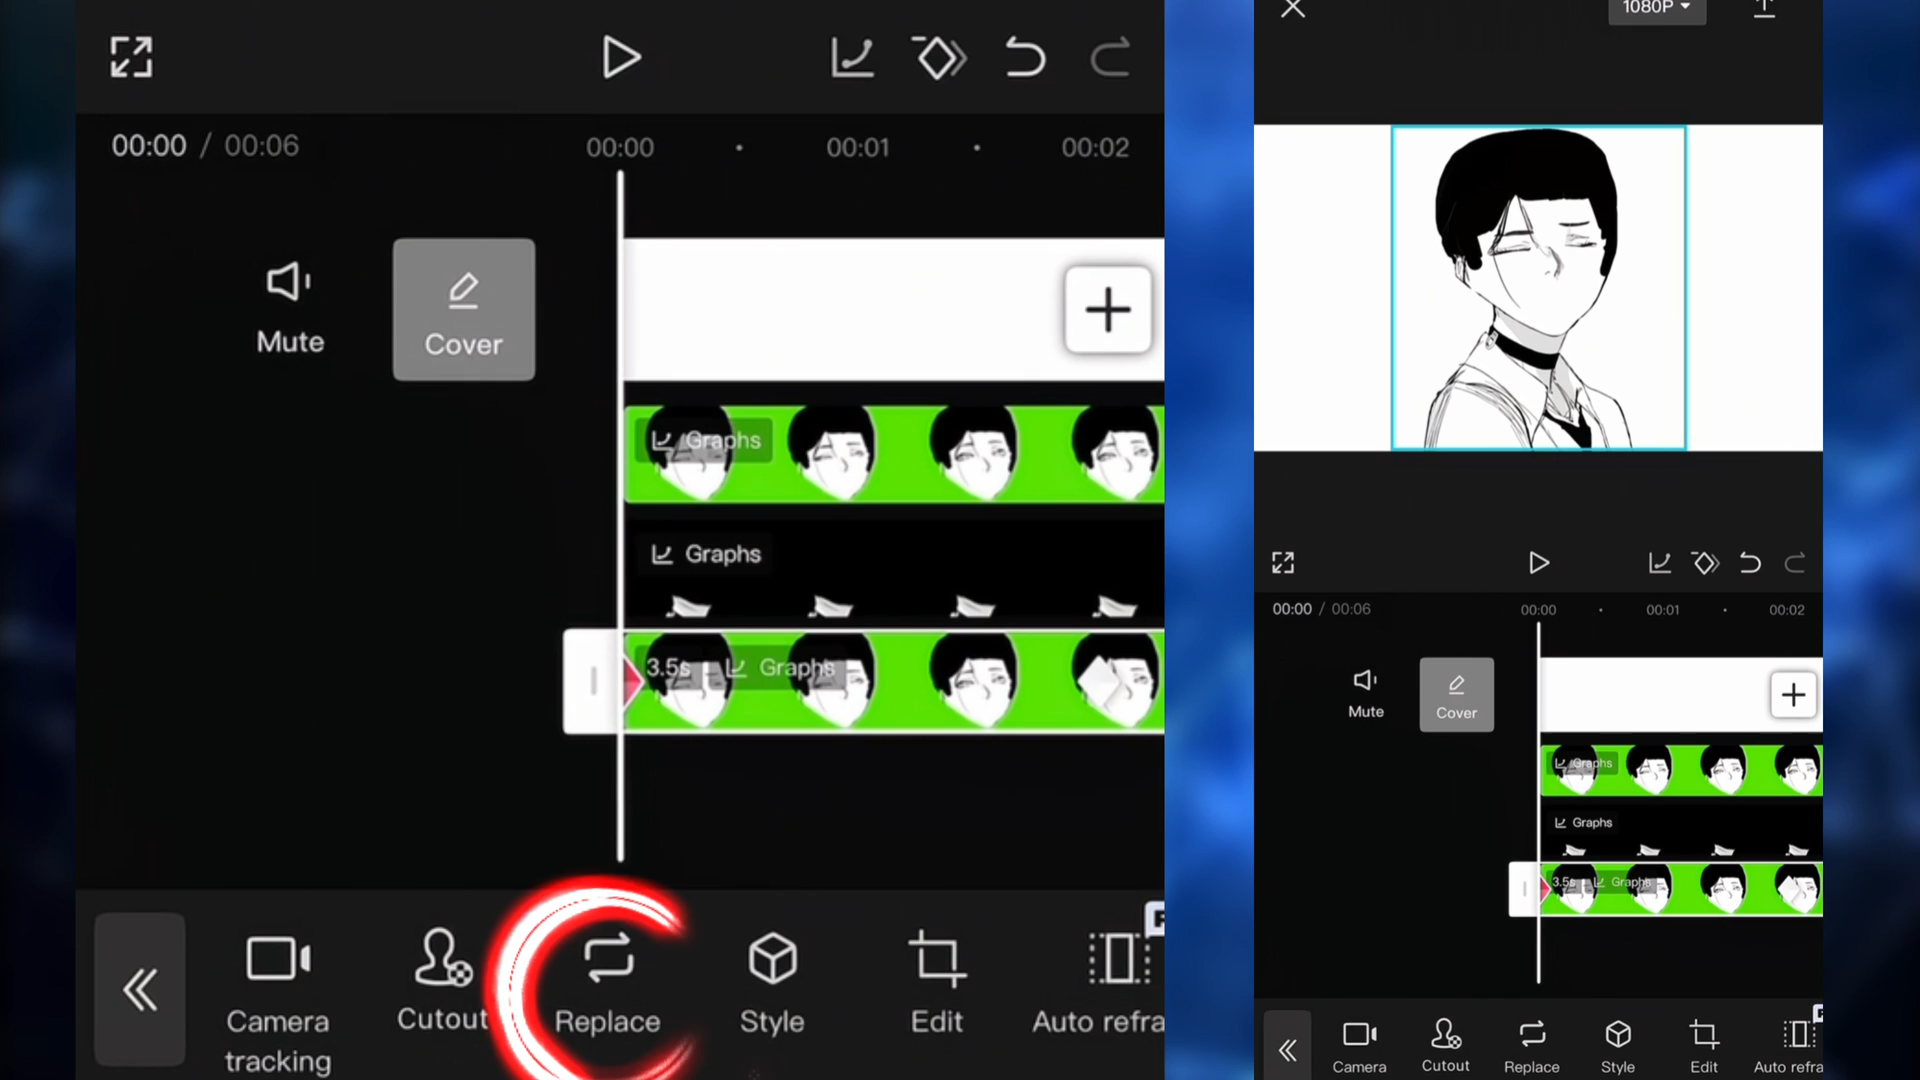 00:00 / 00:06
00:00
00:01
00:02
Mute
Cover
Graphs
Graphs
3.5s
Graphs
Camera
tracking
Cutout
Replace
Style
Edit
Auto refra
1080P
00:00 / 00:06
00:00
00:01
00:02
Mute
Cover
Graphs
Graphs
3.5s
Graphs
Camera
Cutout
Replace
Style
Edit
Auto refra